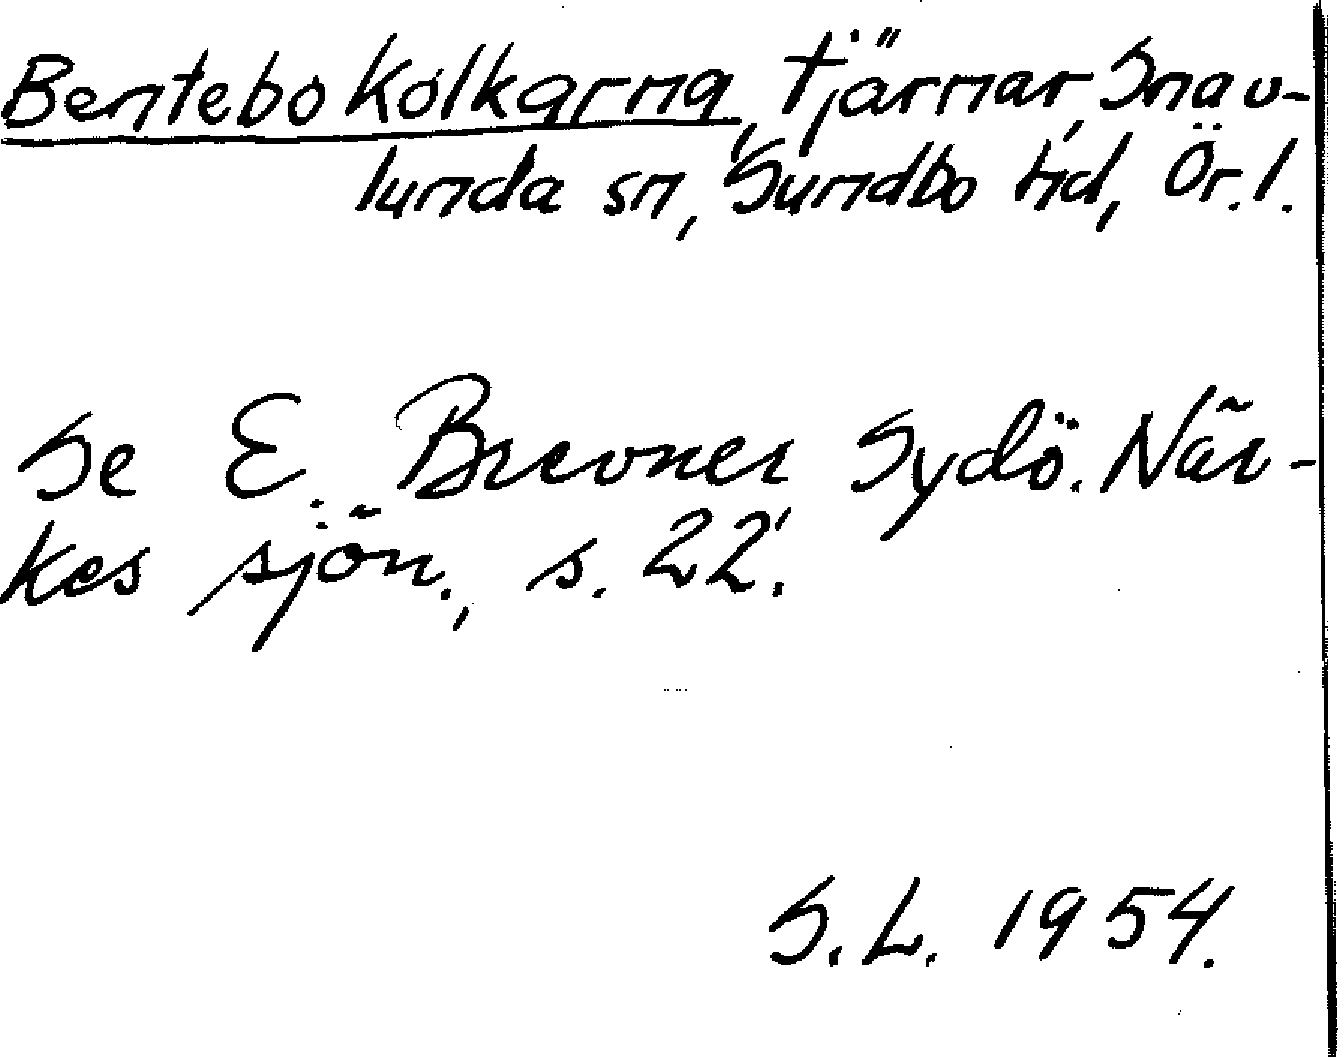 Bentebo Kolkarna, tjärnar, Snav-
lunda sn, Sundbo hd, Ör. l.
Se E. Brevner Sydö. När-
kes sjön., s. 22.
S. L. 1954.